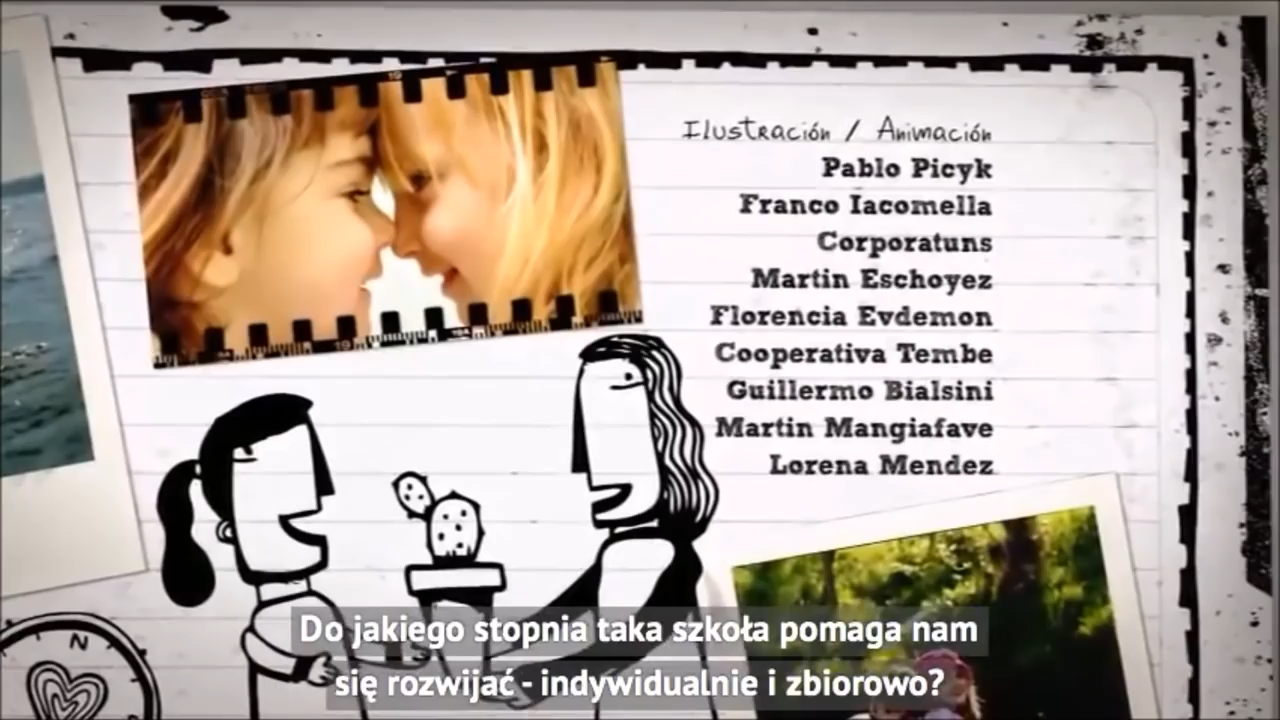 Ilustración / Animación
Pablo Picyk
Franco Iacomella
Corporatuns
Martin Eschoyez
Florencia Evdemon
Cooperativa Tembe
Guillermo Bialsini
Martin Mangiafave
Lorena Mendez
N
Do jakiego stopnia taka szkoła pomaga nam
się rozwijać - indywidualnie i zbiorowo?